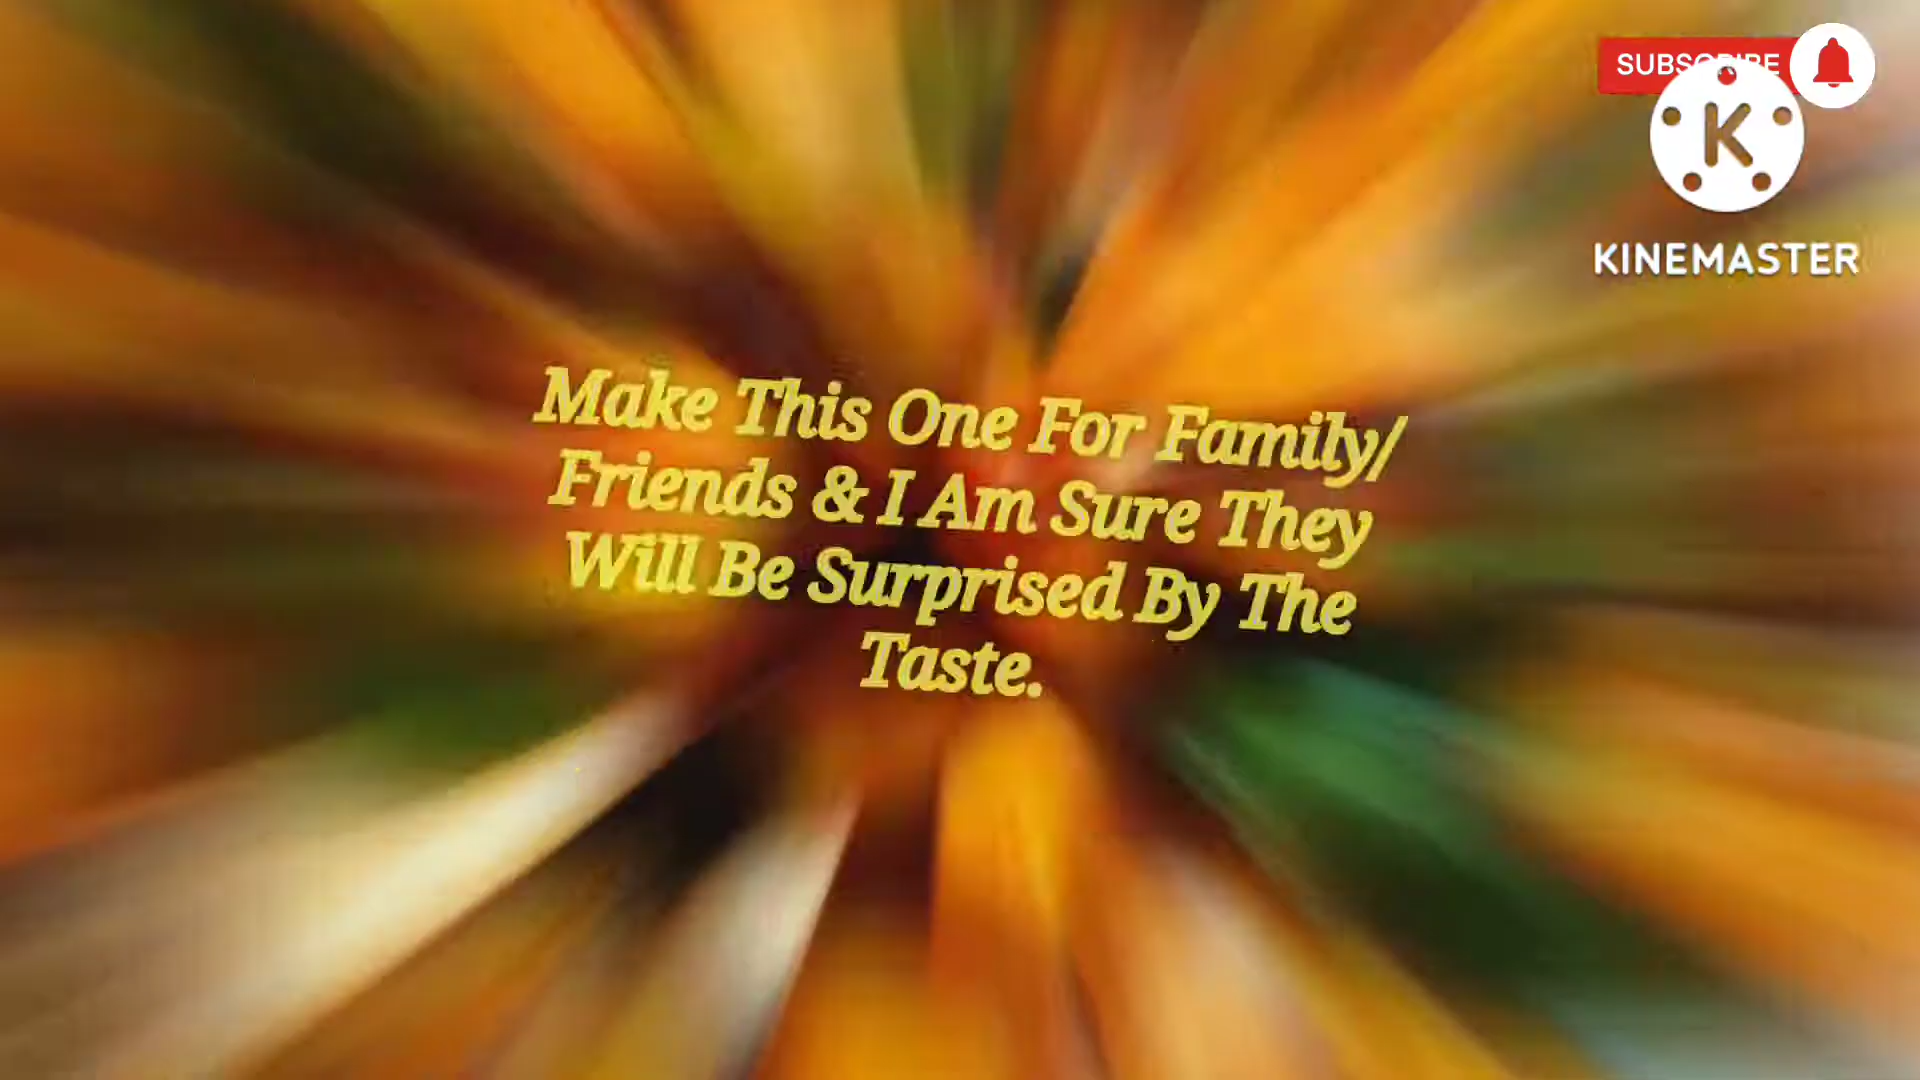 SUBSCRIBE
K
KINEMASTER
Make This One For Family/
Friends & I Am Sure They
Will Be Surprised By The
Taste.